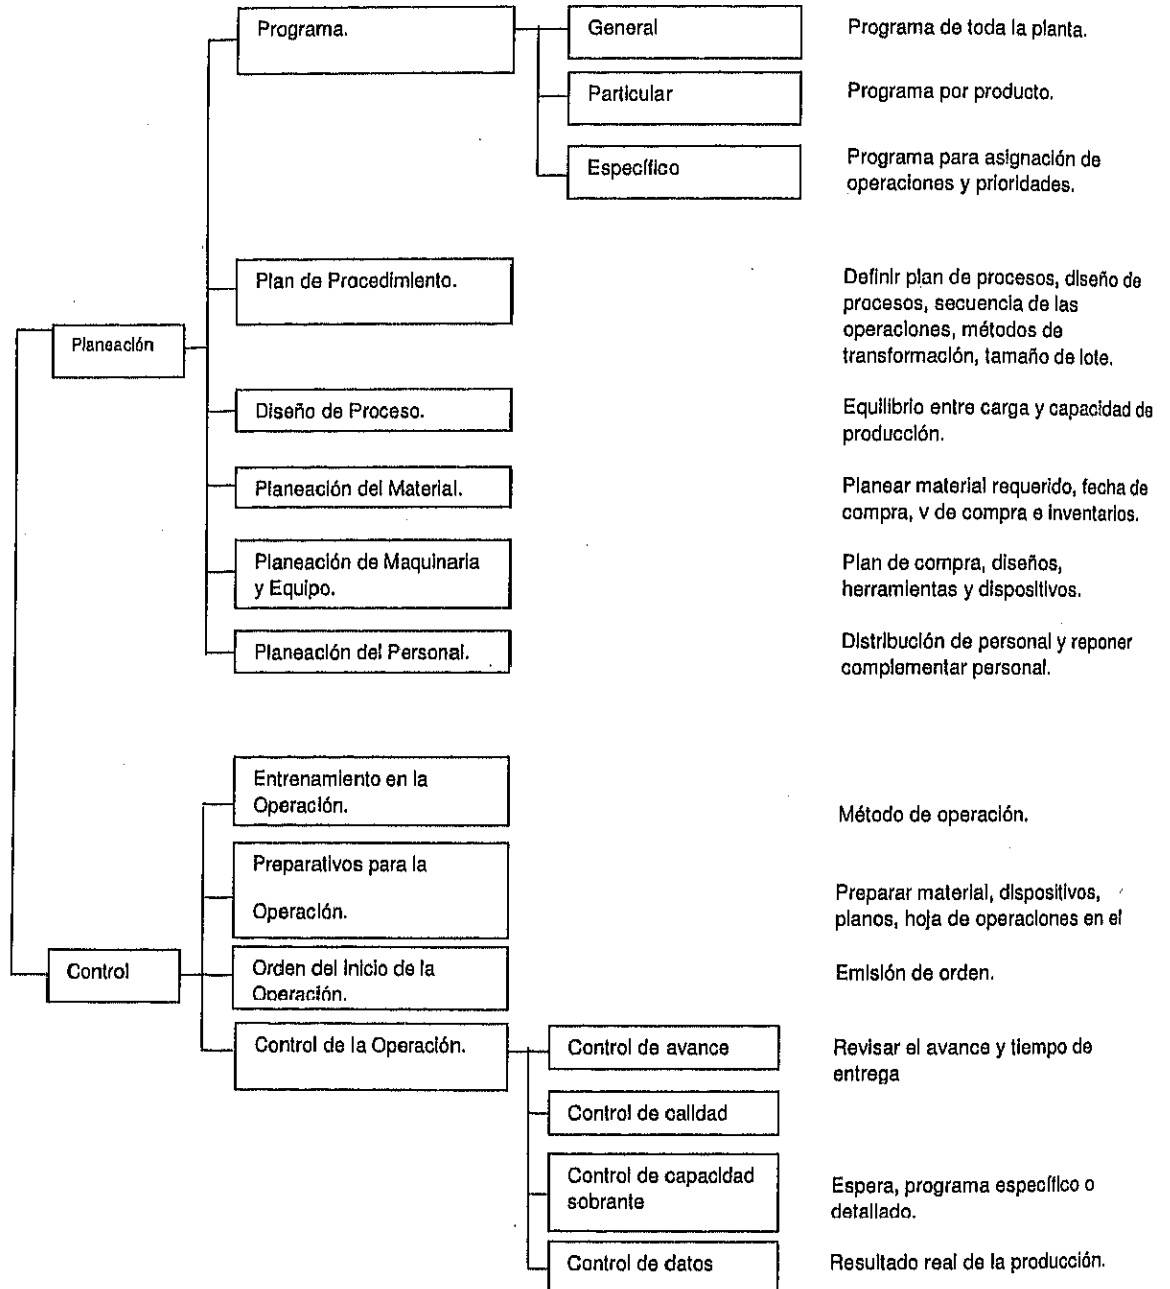 Programa.
General
Programa de toda la planta.
Particular
Programa por producto.
Específico
Programa para asignación de
operaciones y prioridades.
Plan de Procedimiento.
Definir plan de procesos, diseño de
procesos, secuencia de las
operaciones, métodos de
transformación, tamaño de lote.
Planeación
Diseño de Proceso.
Equilibrio entre carga y capacidad de
producción.
Planeación del Material.
Planear material requerido, fecha de
compra, v de compra e inventarios.
Planeación de Maquinaria
y Equipo.
Plan de compra, diseños,
herramientas y dispositivos.
Planeación del Personal.
Distribución de personal y reponer
complementar personal.
Entrenamiento en la
Operación.
Método de operación.
Preparativos para la
Operación.
Preparar material, dispositivos,
planos, hoja de operaciones en el
Control
Orden del inicio de la
Operación.
Emisión de orden.
Control de la Operación.
Control de avance
Revisar el avance y tiempo de
entrega
Control de calidad
Control de capacidad
sobrante
Espera, programa específico o
detallado.
Control de datos
Resultado real de la producción.